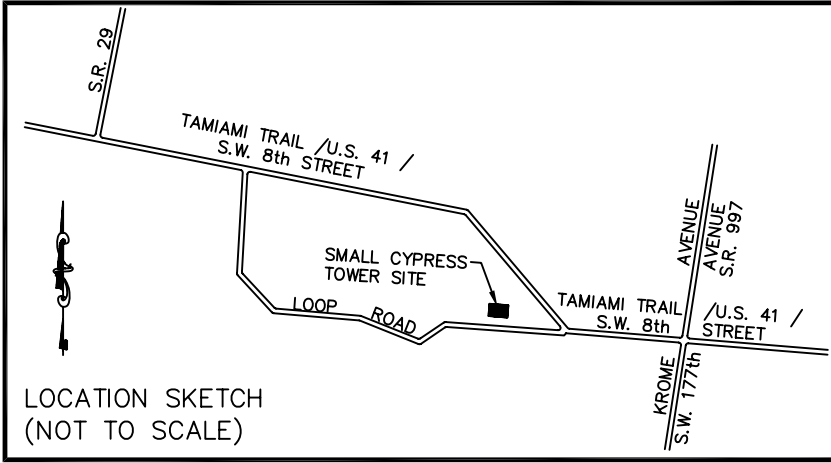 S.R. 29
TAMIAMI TRAIL /U.S. 41 /
S.W. 8th STREET
SMALL CYPRESS
TOWER SITE
LOOP ROAD
TAMIAMI TRAIL /U.S. 41 /
S.W. 8th STREET
KROME AVENUE
S.W. 177th AVENUE
S.R. 997
LOCATION SKETCH
(NOT TO SCALE)